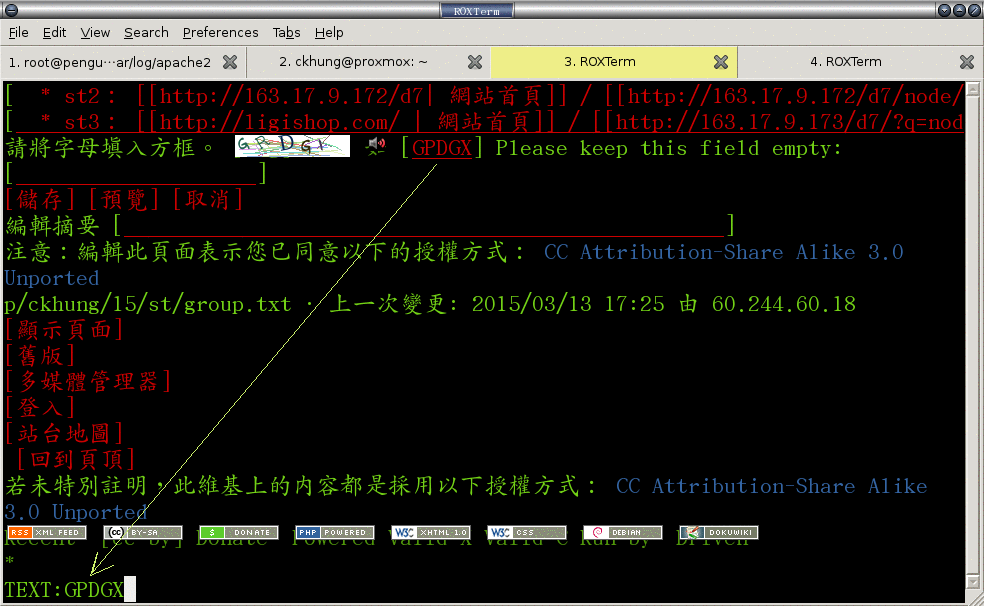 ROXTerm
File Edit View Search Preferences Tabs Help
1. root@pengu···ar/log/apache2 2. ckhung@proxmox: ~ 3. ROXTerm 4. ROXTerm
[ * st2： [[http://163.17.9.172/d7| 網站首頁]] / [[http://163.17.9.172/d7/node/
[ * st3： [[http://ligishop.com/ | 網站首頁]] / [[http://163.17.9.173/d7/?q=nod
請將字母填入方框。 GPDGX [GPDGX] Please keep this field empty:
[____________________]
[儲存] [預覽] [取消]
編輯摘要 [__________________________________________________]
注意：編輯此頁面表示您已同意以下的授權方式： CC Attribution-Share Alike 3.0
Unported
p/ckhung/15/st/group.txt · 上一次變更: 2015/03/13 17:25 由 60.244.60.18
[顯示頁面]
[舊版]
[多媒體管理器]
[登入]
[站台地圖]
[回到頁頂]
若未特別註明，此維基上的內容都是採用以下授權方式： CC Attribution-Share Alike
3.0 Unported
RSS XML FEED CC BY-SA $ DONATE PHP POWERED W3C XHTML 1.0 W3C CSS DEBIAN DOKUWIKI
Recent [cc by] Donate Powered Valid X Valid C Run by Driven
*
TEXT:GPDGX